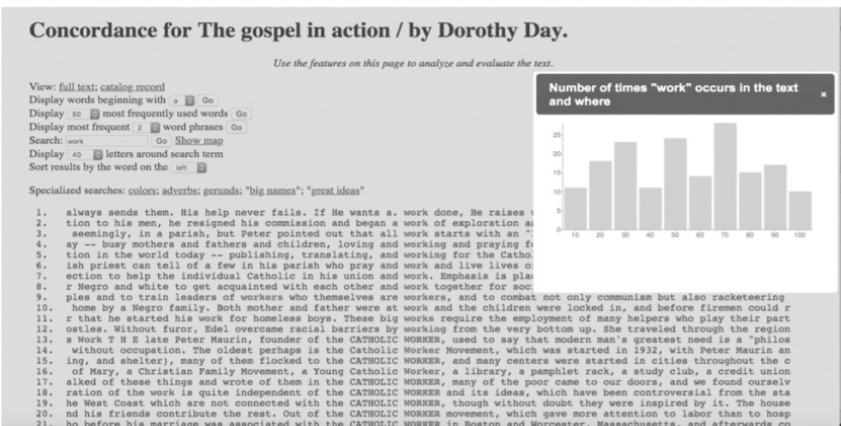 Concordance for The gospel in action / by Dorothy Day.
Use the features on this page to analyze and evaluate the text.
View: full text; catalog record
Display words beginning with a Go
Display 50 most frequently used words Go
Display most frequent 2 word phrases Go
Search: work Go Show map
Display 40 letters around search term
Sort results by the word on the left
Specialized searches: colors; adverbs; gerunds; "big names"; "great ideas"
Number of times "work" occurs in the text
and where
×
25
20
15
10
5
0
10 20 30 40 50 60 70 80 90 100
1. always sends them. His help never fails. If He wants a. work done, He raises
2. tion to his men, he resigned his commission and began a work of exploration a
3. seemingly, in a parish, but Peter pointed out that all work starts with an "
4. ay -- busy mothers and fathers and children, loving and working and praying f
5. tion in the world today -- publishing, translating, and working for the Catho
6. ish priest can tell of a few in his parish who pray and work and live lives o
7. ection to help the individual Catholic in his union and work. Emphasis is pla
8. r Negro and white to get acquainted with each other and work together for soc
9. ples and to train leaders of workers who themselves are workers, and to combat not only communism but also racketeering
10. home by a Negro family. Both mother and father were at work and the children were locked in, and before firemen could r
11. r that he started his work for homeless boys. These big works require the employment of many helpers who play their part
12. ostles. Without furor, Edel overcame racial barriers by working from the very bottom up. She traveled through the region
13. s Work T H E late Peter Maurin, founder of the CATHOLIC WORKER, used to say that modern man's greatest need is a "philos
14. without occupation. The oldest perhaps is the Catholic Worker Movement, which was started in 1932, with Peter Maurin an
15. ing, and shelter), many of them flocked to the CATHOLIC WORKER, and many centers were started in cities throughout the c
16. of Mary, a Christian Family Movement, a Young Catholic Worker, a library, a pamphlet rack, a study club, a credit union
17. alked of these things and wrote of them in the CATHOLIC WORKER, many of the poor came to our doors, and we found ourselv
18. ration of the work is quite independent of the CATHOLIC WORKER and its ideas, which have been controversial from the sta
19. he West Coast which are not connected with the CATHOLIC WORKER, though without doubt they were inspired by it. The house
20. nd his friends contribute the rest. Out of the CATHOLIC WORKER movement, which gave more attention to labor than to hosp
21. ho before his marriage was associated with the CATHOLIC WORKER in Boston and Worcester, Massachusetts, and afterwards co